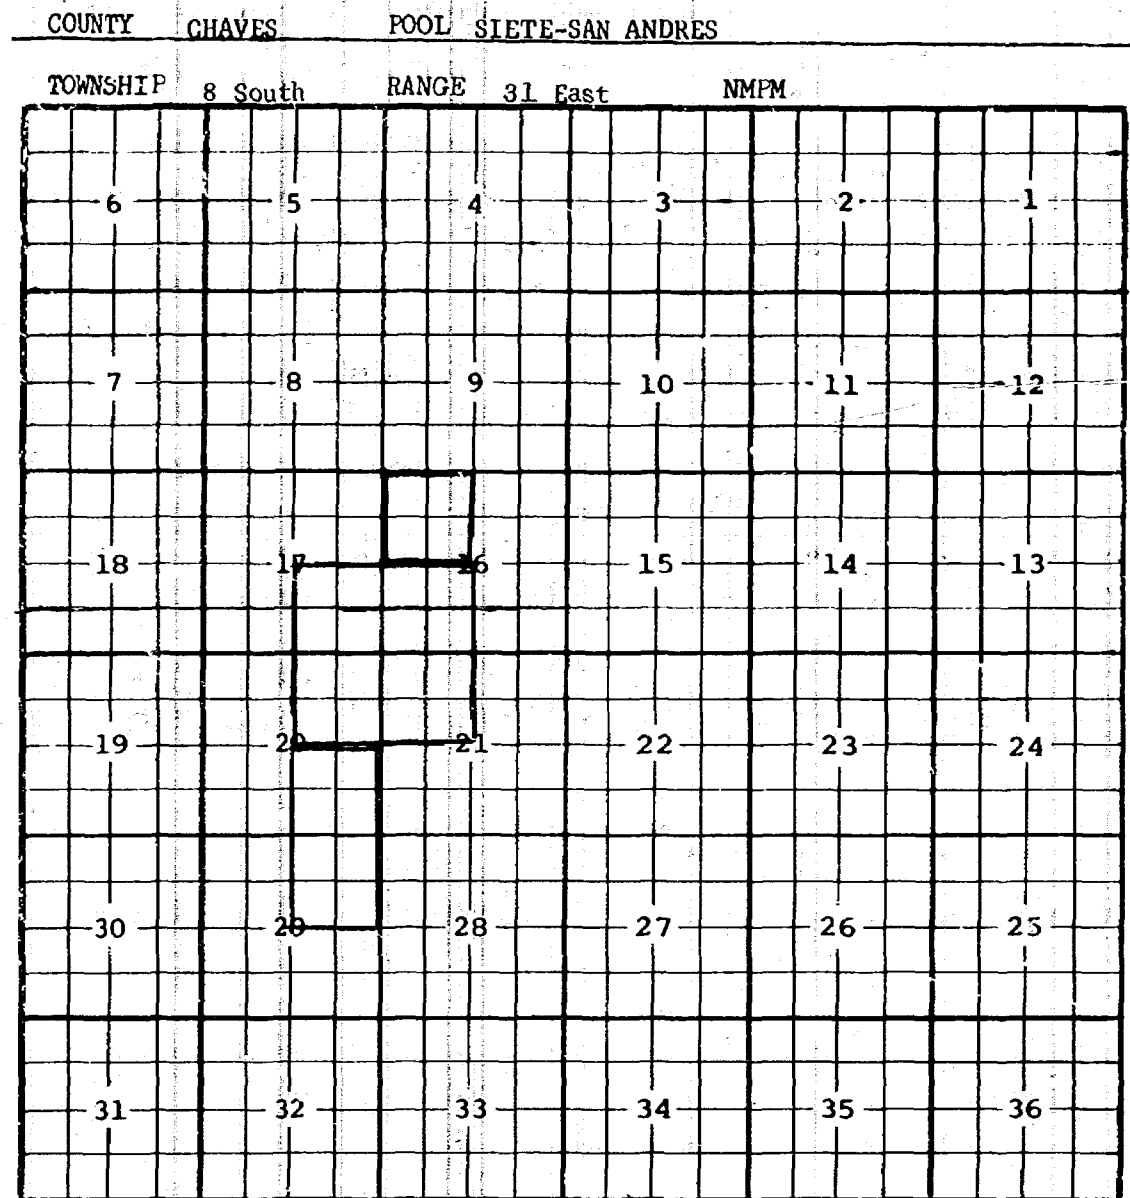 COUNTY CHAVES POOL SIETE-SAN ANDRES
TOWNSHIP 8 South RANGE 31 East NMPM
6 5 4 3 2 1
7 8 9 10 11 12
18 17 16 15 14 13
19 20 21 22 23 24
30 29 28 27 26 25
31 32 33 34 35 36